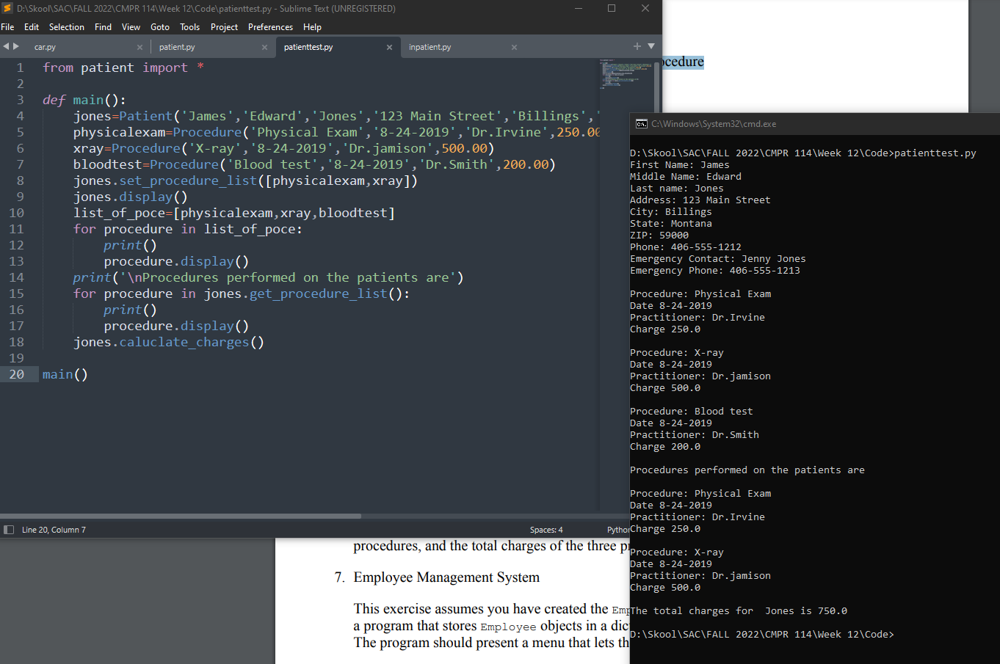 D:\Skool\SAC\FALL 2022\CMPR 114\Week 12\Code\patienttest.py - Sublime Text (UNREGISTERED)
File Edit Selection Find View Goto Tools Project Preferences Help
car.py patient.py patienttest.py inpatient.py
1 from patient import *
2
3 def main():
4 jones=Patient('James','Edward','Jones','123 Main Street','Billings','
5 physicalexam=Procedure('Physical Exam','8-24-2019','Dr.Irvine',250.00
6 xray=Procedure('X-ray','8-24-2019','Dr.jamison',500.00)
7 bloodtest=Procedure('Blood test','8-24-2019','Dr.Smith',200.00)
8 jones.set_procedure_list([physicalexam,xray])
9 jones.display()
10 list_of_poce=[physicalexam,xray,bloodtest]
11 for procedure in list_of_poce:
12 print()
13 procedure.display()
14 print('\nProcedures performed on the patients are')
15 for procedure in jones.get_procedure_list():
16 print()
17 procedure.display()
18 jones.caluclate_charges()
19
20 main()
Line 20, Column 7 Spaces: 4 Python
ocedure
C:\Windows\System32\cmd.exe
D:\Skool\SAC\FALL 2022\CMPR 114\Week 12\Code>patienttest.py
First Name: James
Middle Name: Edward
Last name: Jones
Address: 123 Main Street
City: Billings
State: Montana
ZIP: 59000
Phone: 406-555-1212
Emergency Contact: Jenny Jones
Emergency Phone: 406-555-1213
Procedure: Physical Exam
Date 8-24-2019
Practitioner: Dr.Irvine
Charge 250.0
Procedure: X-ray
Date 8-24-2019
Practitioner: Dr.jamison
Charge 500.0
Procedure: Blood test
Date 8-24-2019
Practitioner: Dr.Smith
Charge 200.0
Procedures performed on the patients are
Procedure: Physical Exam
Date 8-24-2019
Practitioner: Dr.Irvine
Charge 250.0
Procedure: X-ray
Date 8-24-2019
Practitioner: Dr.jamison
Charge 500.0
The total charges for  Jones is 750.0
D:\Skool\SAC\FALL 2022\CMPR 114\Week 12\Code>
procedures, and the total charges of the three p
7. Employee Management System
This exercise assumes you have created the Emp
a program that stores Employee objects in a dic
The program should present a menu that lets th